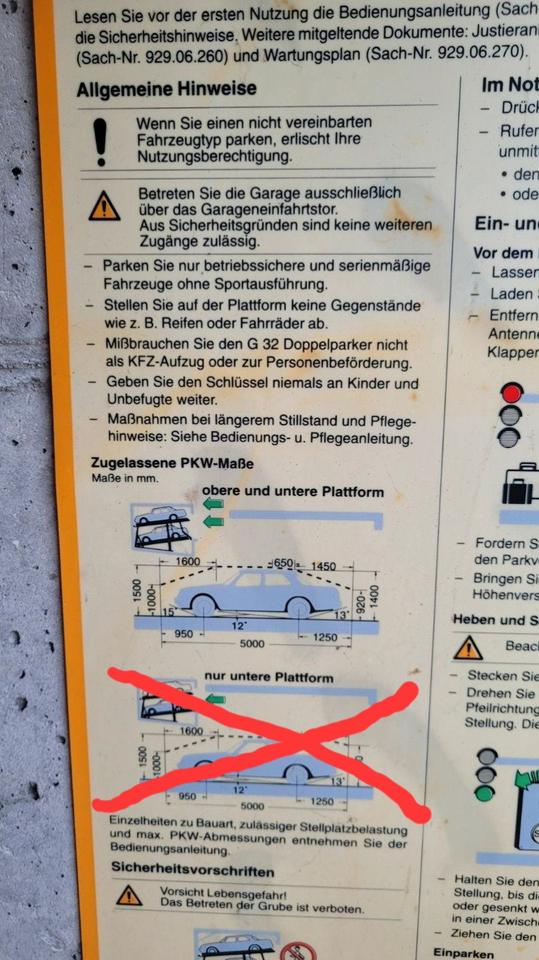 Lesen Sie vor der ersten Nutzung die Bedienungsanleitung (Sach
die Sicherheitshinweise. Weitere mitgeltende Dokumente: Justieran
(Sach-Nr. 929.06.260) und Wartungsplan (Sach-Nr. 929.06.270).
Allgemeine Hinweise
! Wenn Sie einen nicht vereinbarten
Fahrzeugtyp parken, erlischt Ihre
Nutzungsberechtigung.
Betreten Sie die Garage ausschließlich
über das Garageneinfahrtstor.
Aus Sicherheitsgründen sind keine weiteren
Zugänge zulässig.
– Parken Sie nur betriebssichere und serienmäßige
Fahrzeuge ohne Sportausführung.
– Stellen Sie auf der Plattform keine Gegenstände
wie z. B. Reifen oder Fahrräder ab.
– Mißbrauchen Sie den G 32 Doppelparker nicht
als KFZ-Aufzug oder zur Personenbeförderung.
– Geben Sie den Schlüssel niemals an Kinder und
Unbefugte weiter.
– Maßnahmen bei längerem Stillstand und Pflege-
hinweise: Siehe Bedienungs- u. Pflegeanleitung.
Zugelassene PKW-Maße
Maße in mm.
obere und untere Plattform
1600 650 1450
1500 1000 920 1400
15° 12° 13°
950 1250
5000
nur untere Plattform
1600
1500 1000
12° 13°
950 1250
5000
Einzelheiten zu Bauart, zulässiger Stellplatzbelastung
und max. PKW-Abmessungen entnehmen Sie der
Bedienungsanleitung.
Sicherheitsvorschriften
Vorsicht Lebensgefahr!
Das Betreten der Grube ist verboten.
Im Not
– Drück
– Rufen
unmit
• den
• ode
Ein- un
Vor dem
– Lassen
– Laden S
– Entfern
Antenne
Klappen
– Fordern S
den Parkv
– Bringen Si
Höhenvers
Heben und S
Beach
– Stecken Sie
– Drehen Sie
Pfeilrichtung
Stellung. Die
– Halten Sie den
Stellung, bis di
oder gesenkt w
in einer Zwisch
– Ziehen Sie den
Einparken